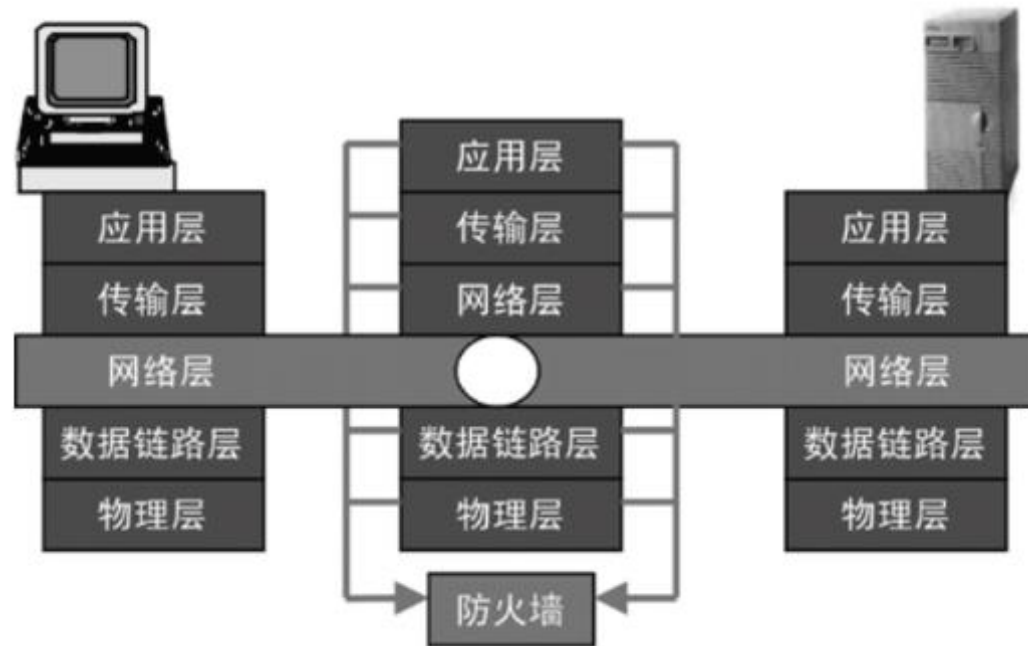 应用层
传输层
网络层
数据链路层
物理层
应用层
传输层
网络层
数据链路层
物理层
防火墙
应用层
传输层
网络层
数据链路层
物理层